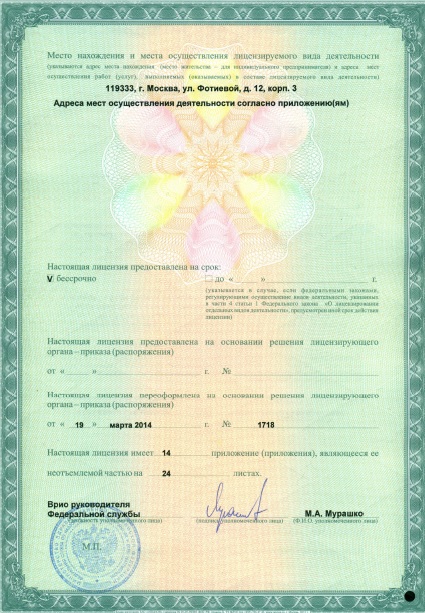 Место нахождения и места осуществления лицензируемого вида деятельности
(указываются адрес места нахождения (место жительства - для индивидуального предпринимателя) и адреса мест
осуществления работ (услуг), выполняемых (оказываемых) в составе лицензируемого вида деятельности)
119333, г. Москва, ул. Фотиевой, д. 12, корп. 3
Адреса мест осуществления деятельности согласно приложению(ям)
Настоящая лицензия предоставлена на срок:
V бессрочно □ до « » г.
(указывается в случае, если федеральными законами,
регулирующими осуществление видов деятельности, указанных
в части 4 статьи 1 Федерального закона «О лицензировании
отдельных видов деятельности», предусмотрен иной срок действия
лицензии)
Настоящая лицензия предоставлена на основании решения лицензирующего
органа – приказа (распоряжения)
от « » г. №
Настоящая лицензия переоформлена на основании решения лицензирующего
органа – приказа (распоряжения)
от « 19 » марта 2014 г. № 1718
Настоящая лицензия имеет 14 приложение (приложения), являющееся ее
неотъемлемой частью на 24 листах.
Врио руководителя
Федеральной службы М.А. Мурашко
(должность уполномоченного лица) (подпись уполномоченного лица) (Ф.И.О. уполномоченного лица)
М.П.